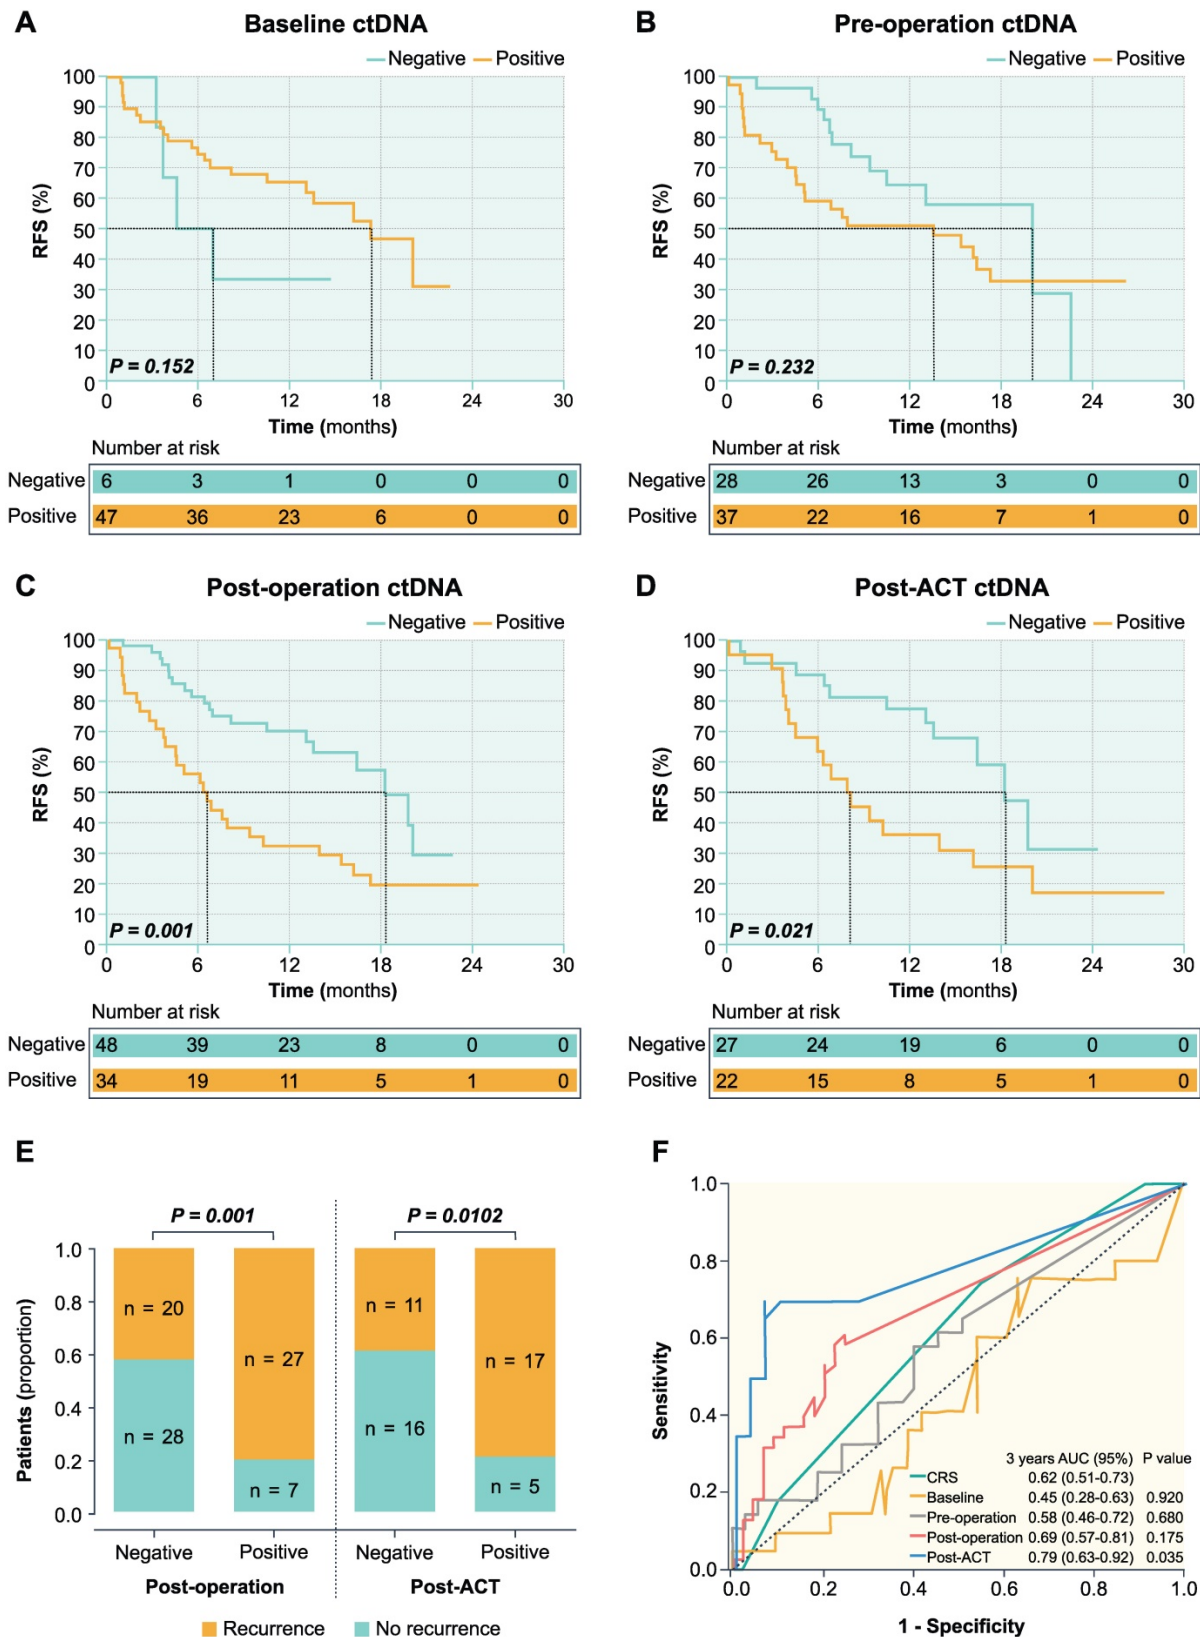 A
Baseline ctDNA
Negative Positive
100
90
80
70
60
50
40
30
20
10
0
RFS (%)
P = 0.152
0 6 12 18 24 30
Time (months)
Number at risk
Negative 6 3 1 0 0 0
Positive 47 36 23 6 0 0
B
Pre-operation ctDNA
Negative Positive
100
90
80
70
60
50
40
30
20
10
0
RFS (%)
P = 0.232
0 6 12 18 24 30
Time (months)
Number at risk
Negative 28 26 13 3 0 0
Positive 37 22 16 7 1 0
C
Post-operation ctDNA
Negative Positive
100
90
80
70
60
50
40
30
20
10
0
RFS (%)
P = 0.001
0 6 12 18 24 30
Time (months)
Number at risk
Negative 48 39 23 8 0 0
Positive 34 19 11 5 1 0
D
Post-ACT ctDNA
Negative Positive
100
90
80
70
60
50
40
30
20
10
0
RFS (%)
P = 0.021
0 6 12 18 24 30
Time (months)
Number at risk
Negative 27 24 19 6 0 0
Positive 22 15 8 5 1 0
E
P = 0.001 P = 0.0102
1.0
0.8
0.6
0.4
0.2
0.0
Patients (proportion)
n = 20
n = 28
n = 27
n = 7
n = 11
n = 16
n = 17
n = 5
Negative Positive Negative Positive
Post-operation Post-ACT
Recurrence No recurrence
F
1.0
0.8
0.6
0.4
0.2
0.0
Sensitivity
3 years AUC (95%) P value
CRS 0.62 (0.51-0.73)
Baseline 0.45 (0.28-0.63) 0.920
Pre-operation 0.58 (0.46-0.72) 0.680
Post-operation 0.69 (0.57-0.81) 0.175
Post-ACT 0.79 (0.63-0.92) 0.035
0.0 0.2 0.4 0.6 0.8 1.0
1 - Specificity